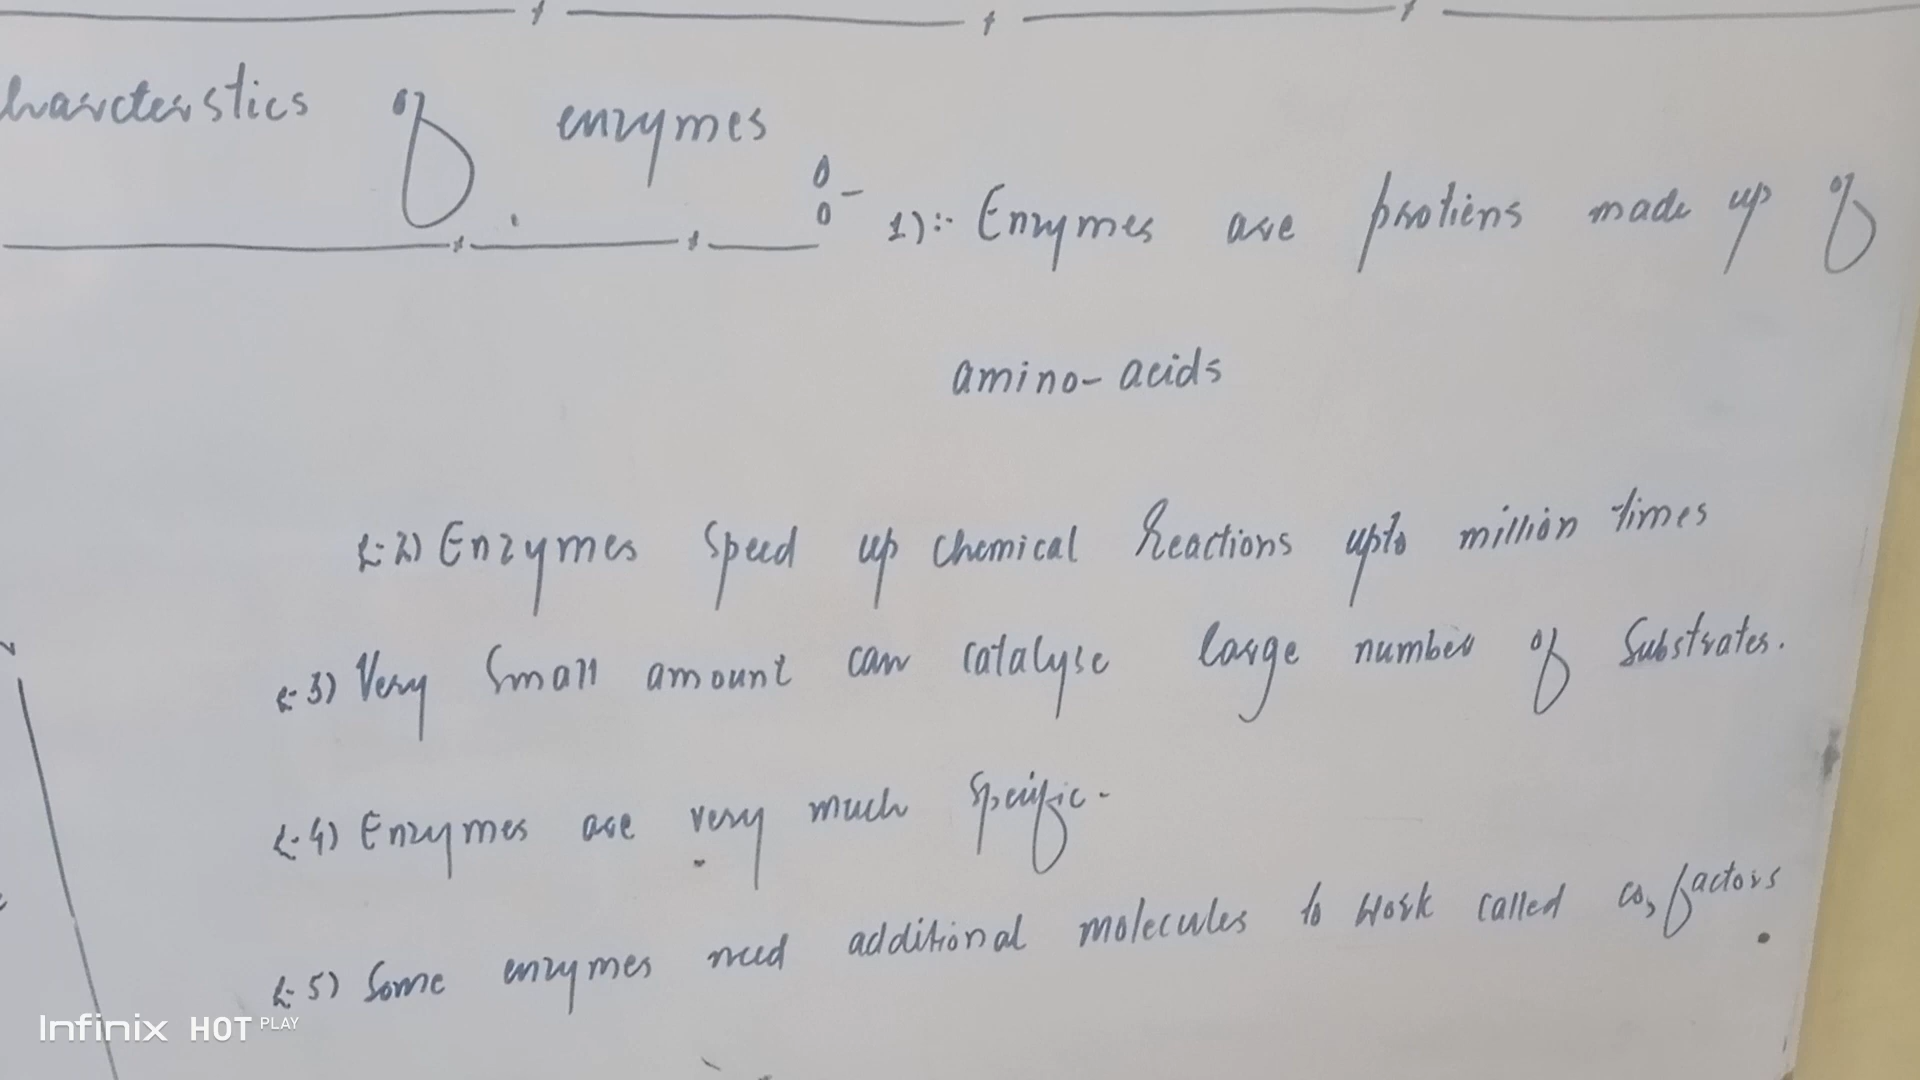 harcterstics of enzymes :-
1):- Enzymes are protiens made up of
amino-acids
2) Enzymes speed up chemical Reactions upto million times
3) Very small amount can catalyse large number of substrates.
4) Enzymes are very much specific.
5) Some enzymes need additional molecules to work called co, factors
Infinix HOT PLAY